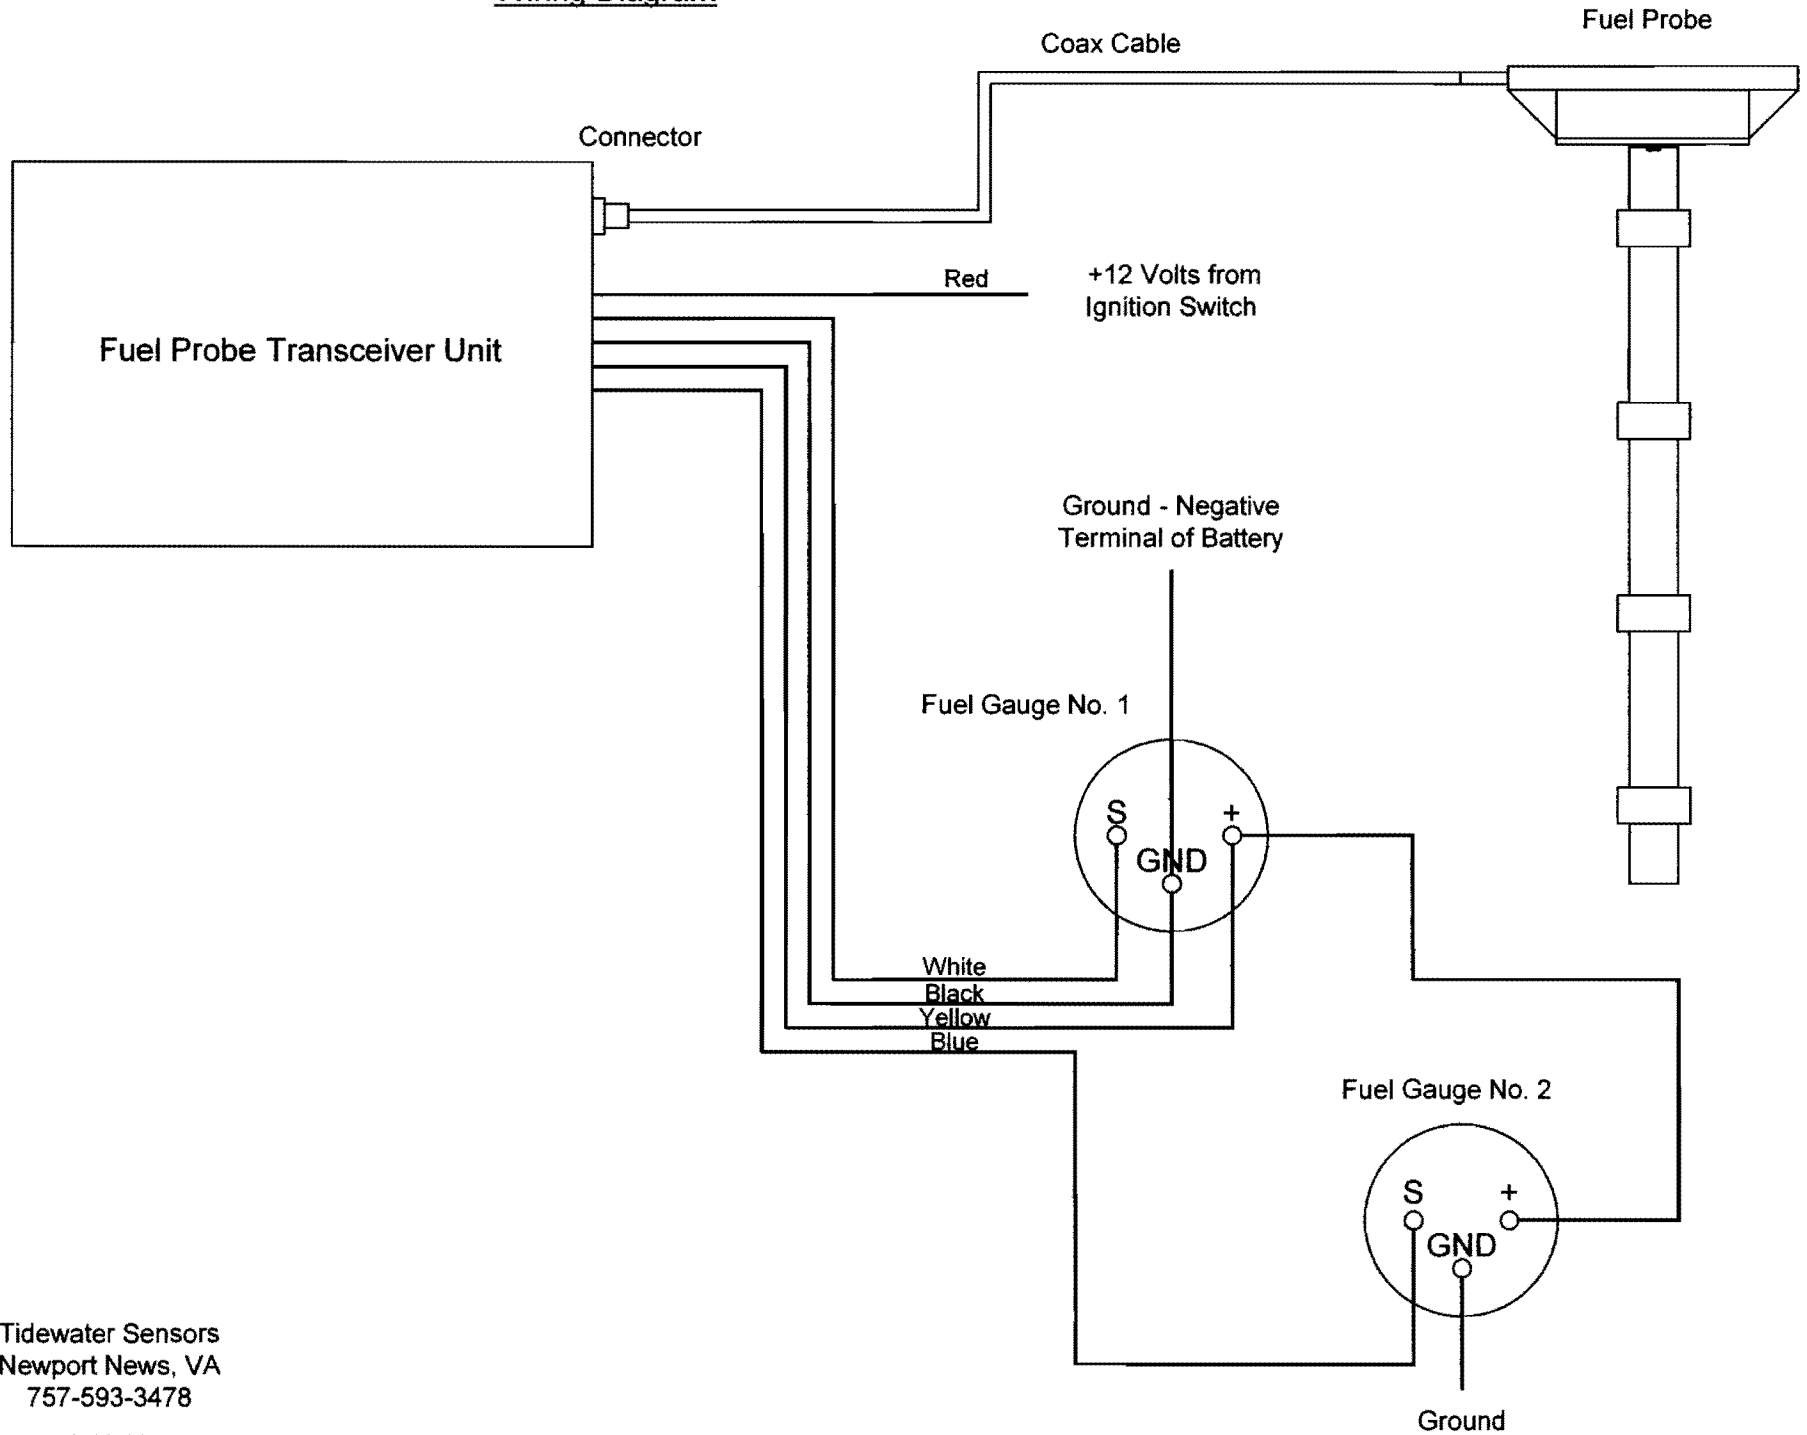 Wiring Diagram
Fuel Probe
Coax Cable
Connector
Red
+12 Volts from
Ignition Switch
Fuel Probe Transceiver Unit
Ground - Negative
Terminal of Battery
Fuel Gauge No. 1
S
+
GND
White
Black
Yellow
Blue
Fuel Gauge No. 2
S
+
GND
Tidewater Sensors
Newport News, VA
757-593-3478
Ground